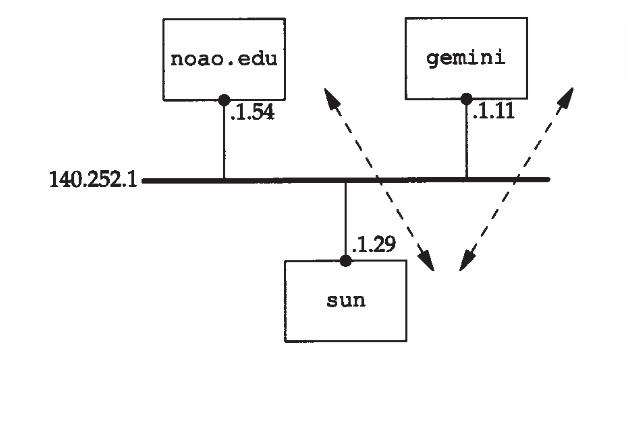 noao.edu
gemini
.1.54
.1.11
140.252.1
.1.29
sun